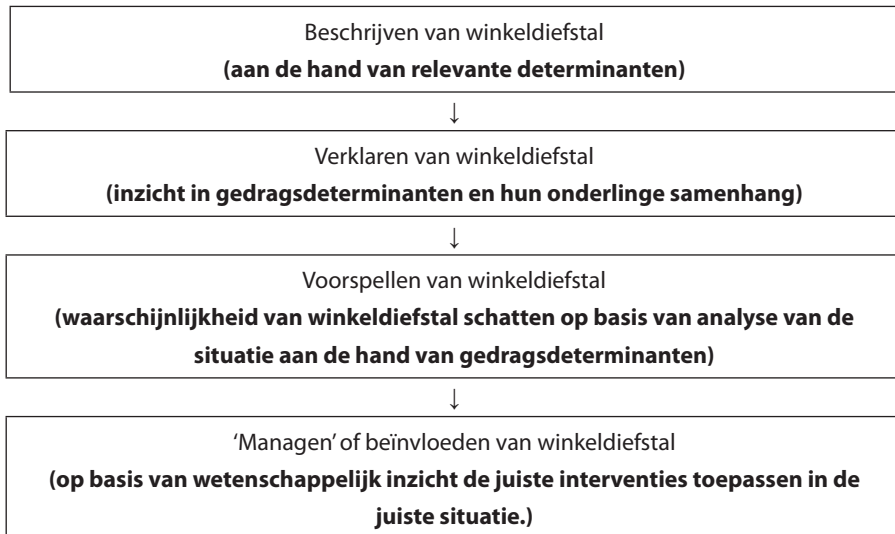 Beschrijven van winkeldiefstal
(aan de hand van relevante determinanten)
↓
Verklaren van winkeldiefstal
(inzicht in gedragsdeterminanten en hun onderlinge samenhang)
↓
Voorspellen van winkeldiefstal
(waarschijnlijkheid van winkeldiefstal schatten op basis van analyse van de
situatie aan de hand van gedragsdeterminanten)
↓
‘Managen’ of beïnvloeden van winkeldiefstal
(op basis van wetenschappelijk inzicht de juiste interventies toepassen in de
juiste situatie.)